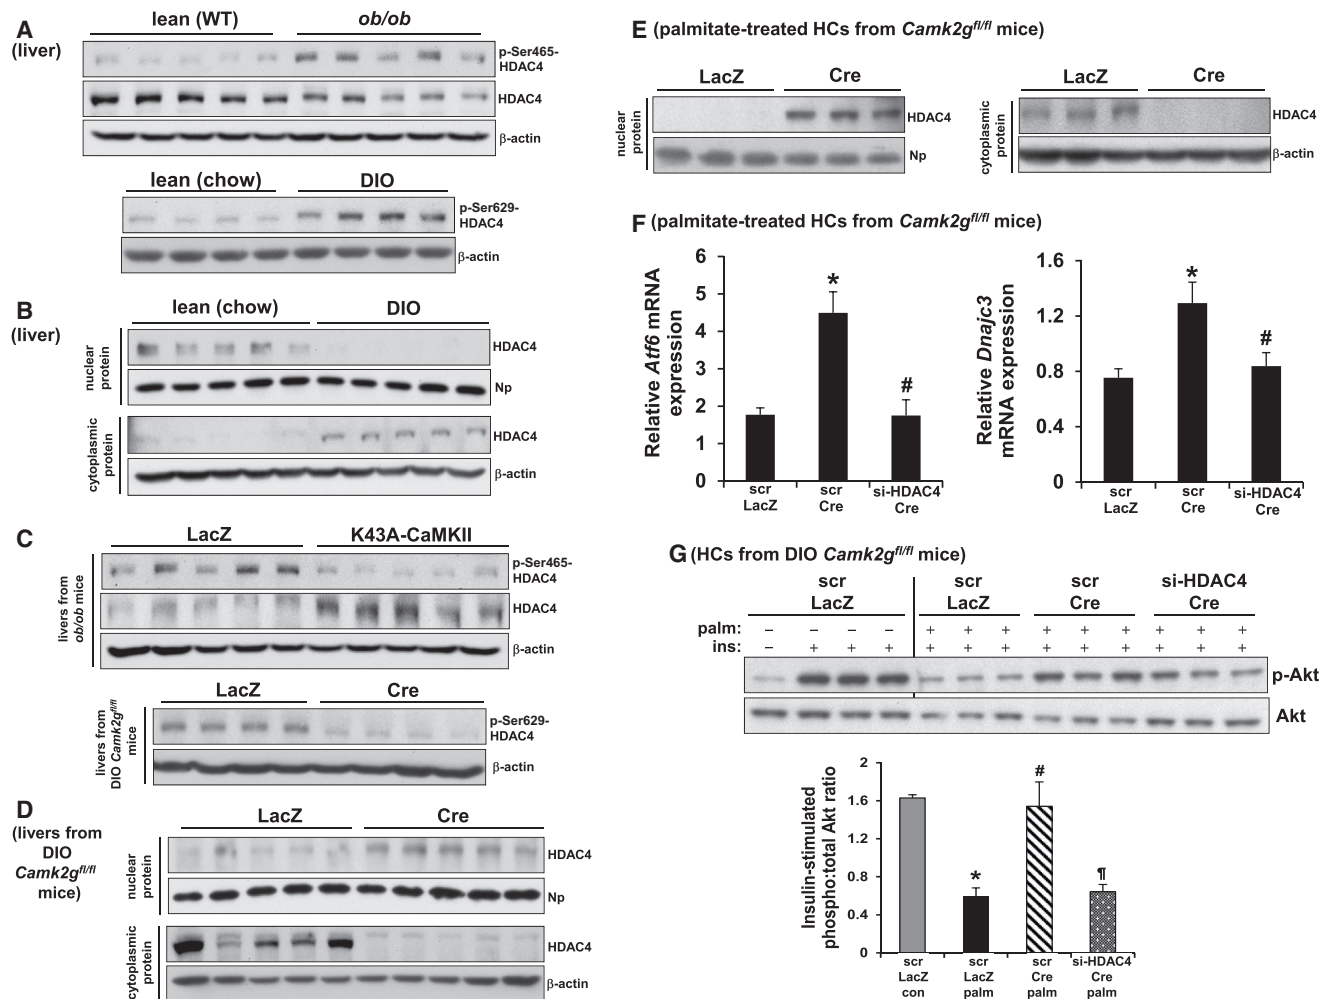 A
(liver)
lean (WT)
ob/ob
p-Ser465-
HDAC4
HDAC4
β-actin
lean (chow)
DIO
p-Ser629-
HDAC4
β-actin
B
(liver)
lean (chow)
DIO
nuclear
protein
HDAC4
Np
cytoplasmic
protein
HDAC4
β-actin
C
LacZ
K43A-CaMKII
livers from
ob/ob mice
p-Ser465-
HDAC4
HDAC4
β-actin
LacZ
Cre
livers from
DIO Camk2gfl/fl
mice
p-Ser629-
HDAC4
β-actin
D
(livers from
DIO
Camk2gfl/fl
mice)
LacZ
Cre
nuclear
protein
HDAC4
Np
cytoplasmic
protein
HDAC4
β-actin
E (palmitate-treated HCs from Camk2gfl/fl mice)
LacZ
Cre
nuclear
protein
HDAC4
Np
LacZ
Cre
cytoplasmic
protein
HDAC4
β-actin
F (palmitate-treated HCs from Camk2gfl/fl mice)
Relative Atf6 mRNA
expression
6
5
4
3
2
1
0
*
#
scr
LacZ
scr
Cre
si-HDAC4
Cre
Relative Dnajc3
mRNA expression
1.6
1.2
0.8
0.4
0
*
#
scr
LacZ
scr
Cre
si-HDAC4
Cre
G (HCs from DIO Camk2gfl/fl mice)
scr
LacZ
scr
LacZ
scr
Cre
si-HDAC4
Cre
palm: – – – – + + + + + + + + +
ins: – + + + + + + + + + + + +
p-Akt
Akt
Insulin-stimulated
phospho:total Akt ratio
2
1.6
1.2
0.8
0.4
0
*
#
¶
scr
LacZ
con
scr
LacZ
palm
scr
Cre
palm
si-HDAC4
Cre
palm